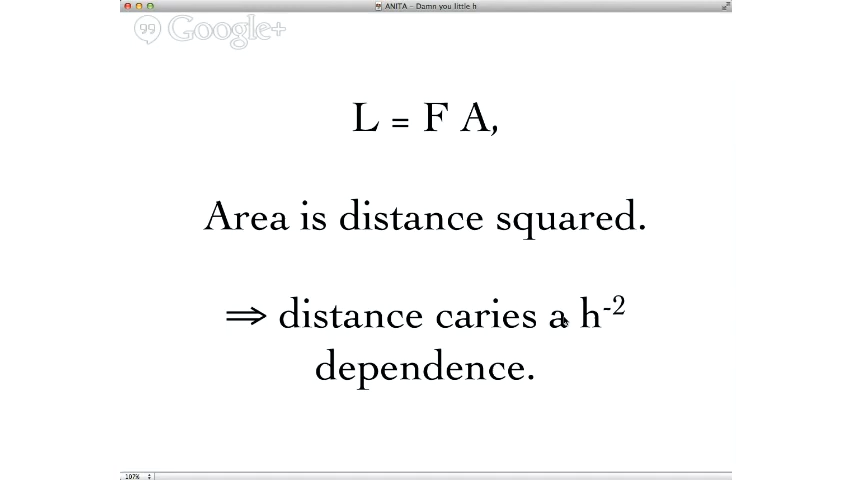 ANITA – Damn you little h
Google+
L = F A,
Area is distance squared.
⇒ distance caries a h⁻²
dependence.
107%